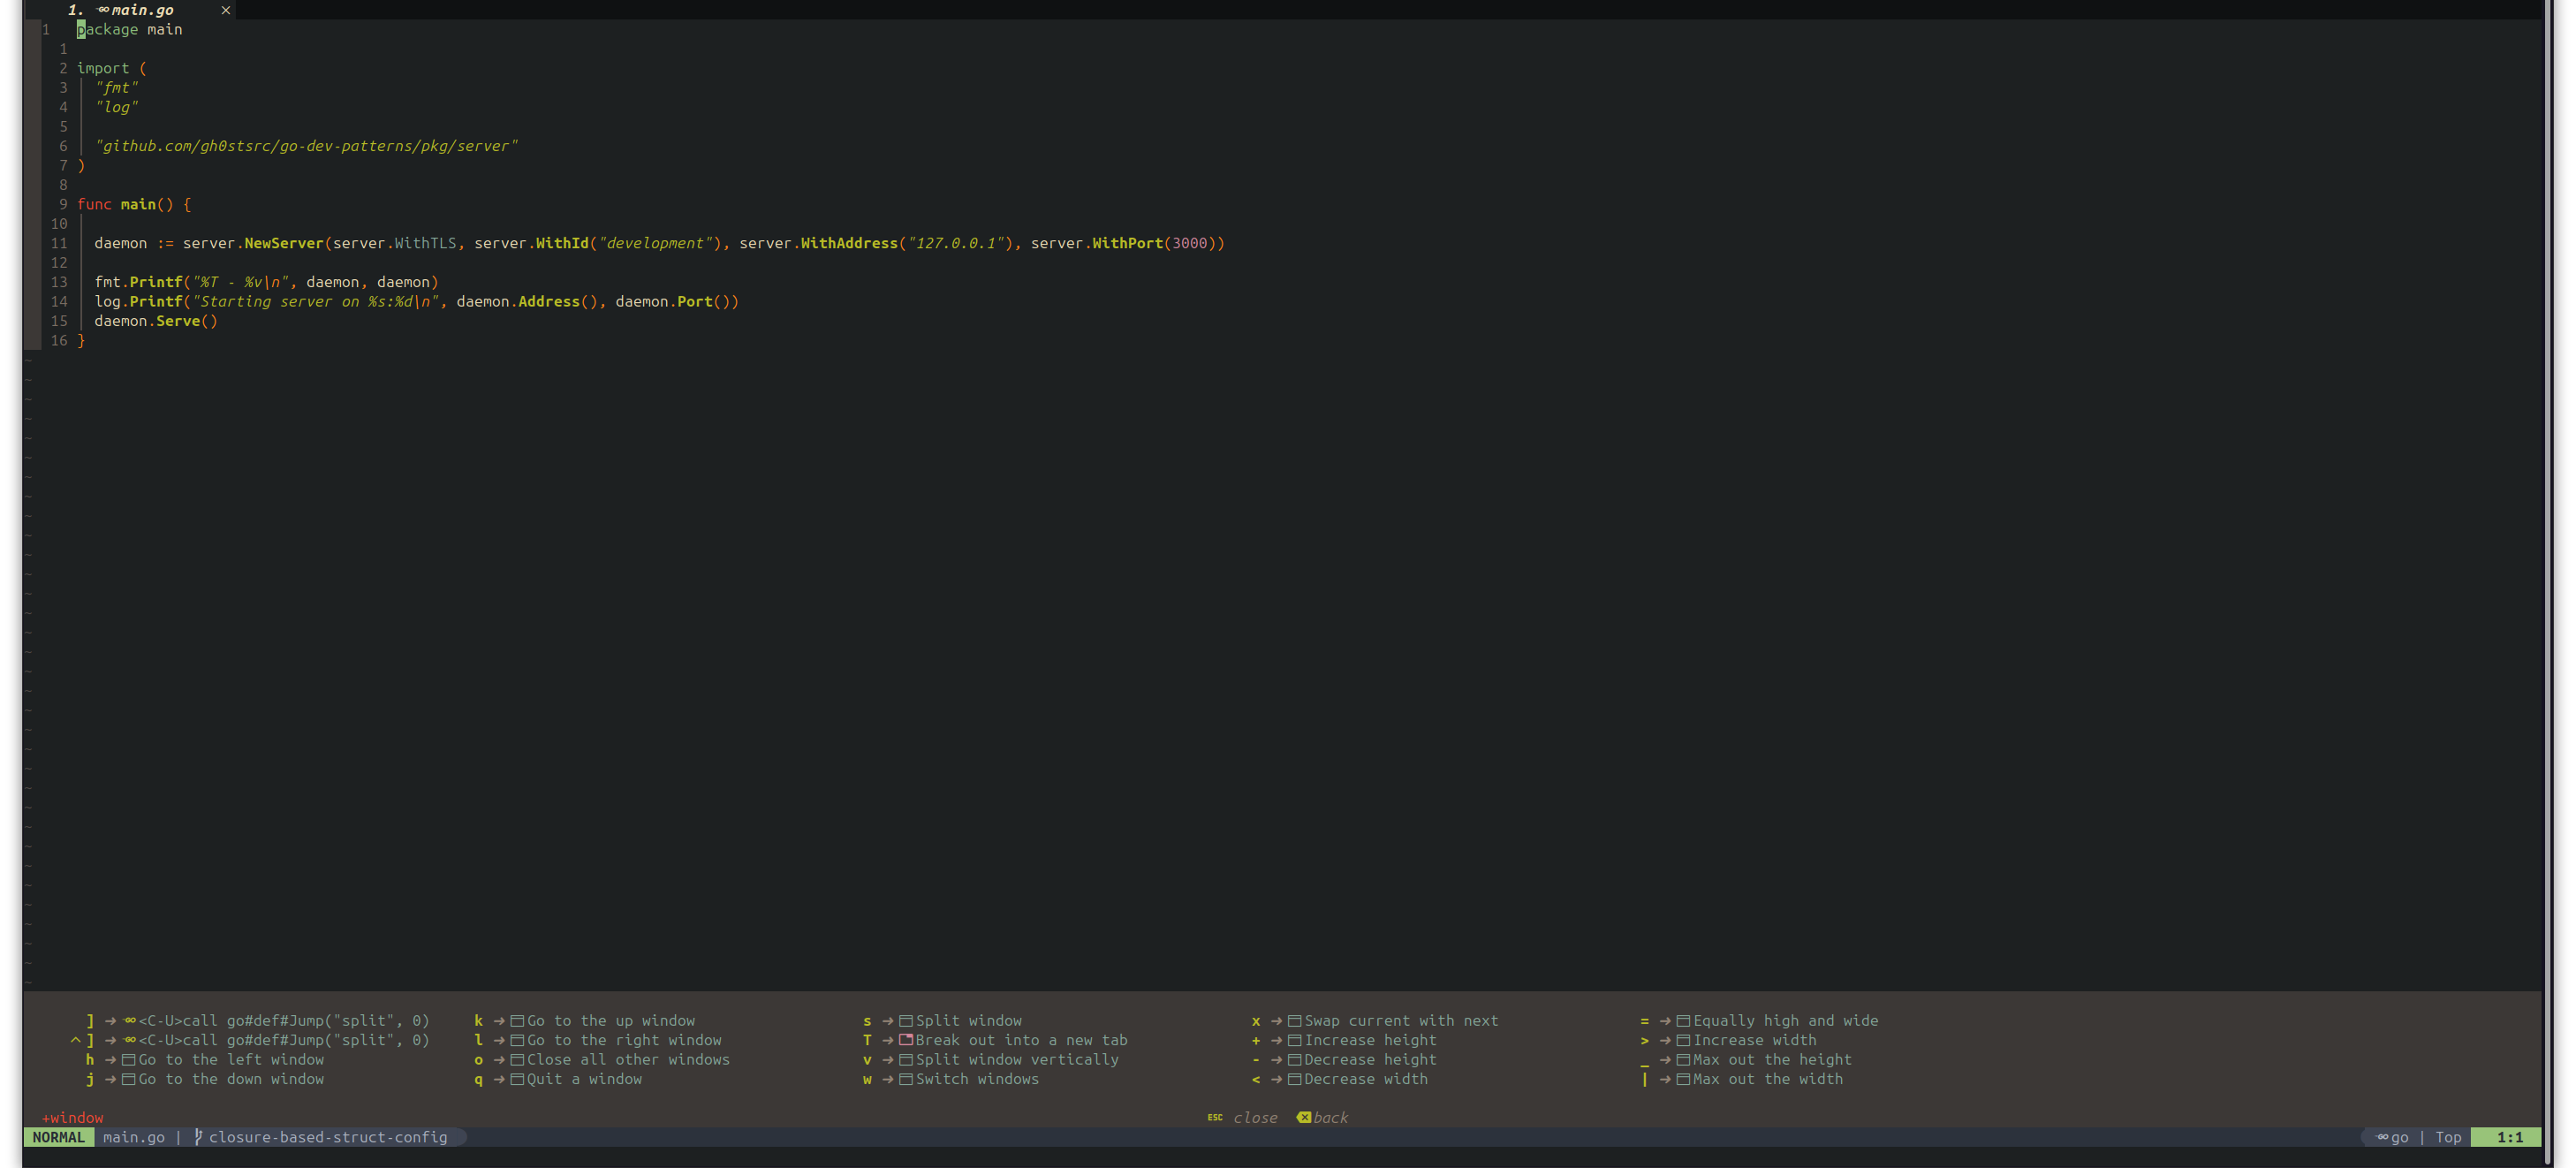 1. main.go ×
1 package main
1
2 import (
3 "fmt"
4 "log"
5
6 "github.com/gh0stsrc/go-dev-patterns/pkg/server"
7 )
8
9 func main() {
10
11 daemon := server.NewServer(server.WithTLS, server.WithId("development"), server.WithAddress("127.0.0.1"), server.WithPort(3000))
12
13 fmt.Printf("%T - %v\n", daemon, daemon)
14 log.Printf("Starting server on %s:%d\n", daemon.Address(), daemon.Port())
15 daemon.Serve()
16 }
] ➜ <C-U>call go#def#Jump("split", 0) k ➜ Go to the up window s ➜ Split window x ➜ Swap current with next = ➜ Equally high and wide
^ ] ➜ <C-U>call go#def#Jump("split", 0) l ➜ Go to the right window T ➜ Break out into a new tab + ➜ Increase height > ➜ Increase width
h ➜ Go to the left window o ➜ Close all other windows v ➜ Split window vertically - ➜ Decrease height _ ➜ Max out the height
j ➜ Go to the down window q ➜ Quit a window w ➜ Switch windows < ➜ Decrease width | ➜ Max out the width
+window ESC close back
NORMAL main.go | closure-based-struct-config go | Top 1:1